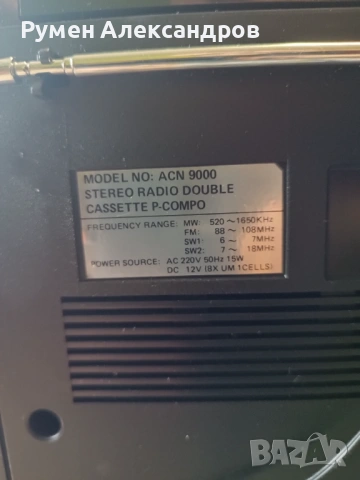 Румен Александров
MODEL NO: ACN 9000
STEREO RADIO DOUBLE
CASSETTE P-COMPO
FREQUENCY RANGE: MW: 520 ~ 1650KHz
FM: 88 ~ 108MHz
SW1: 6 ~ 7MHz
SW2: 7 ~ 18MHz
POWER SOURCE: AC 220V 50Hz 15W
DC 12V (8X UM 1CELLS)
BAZAR